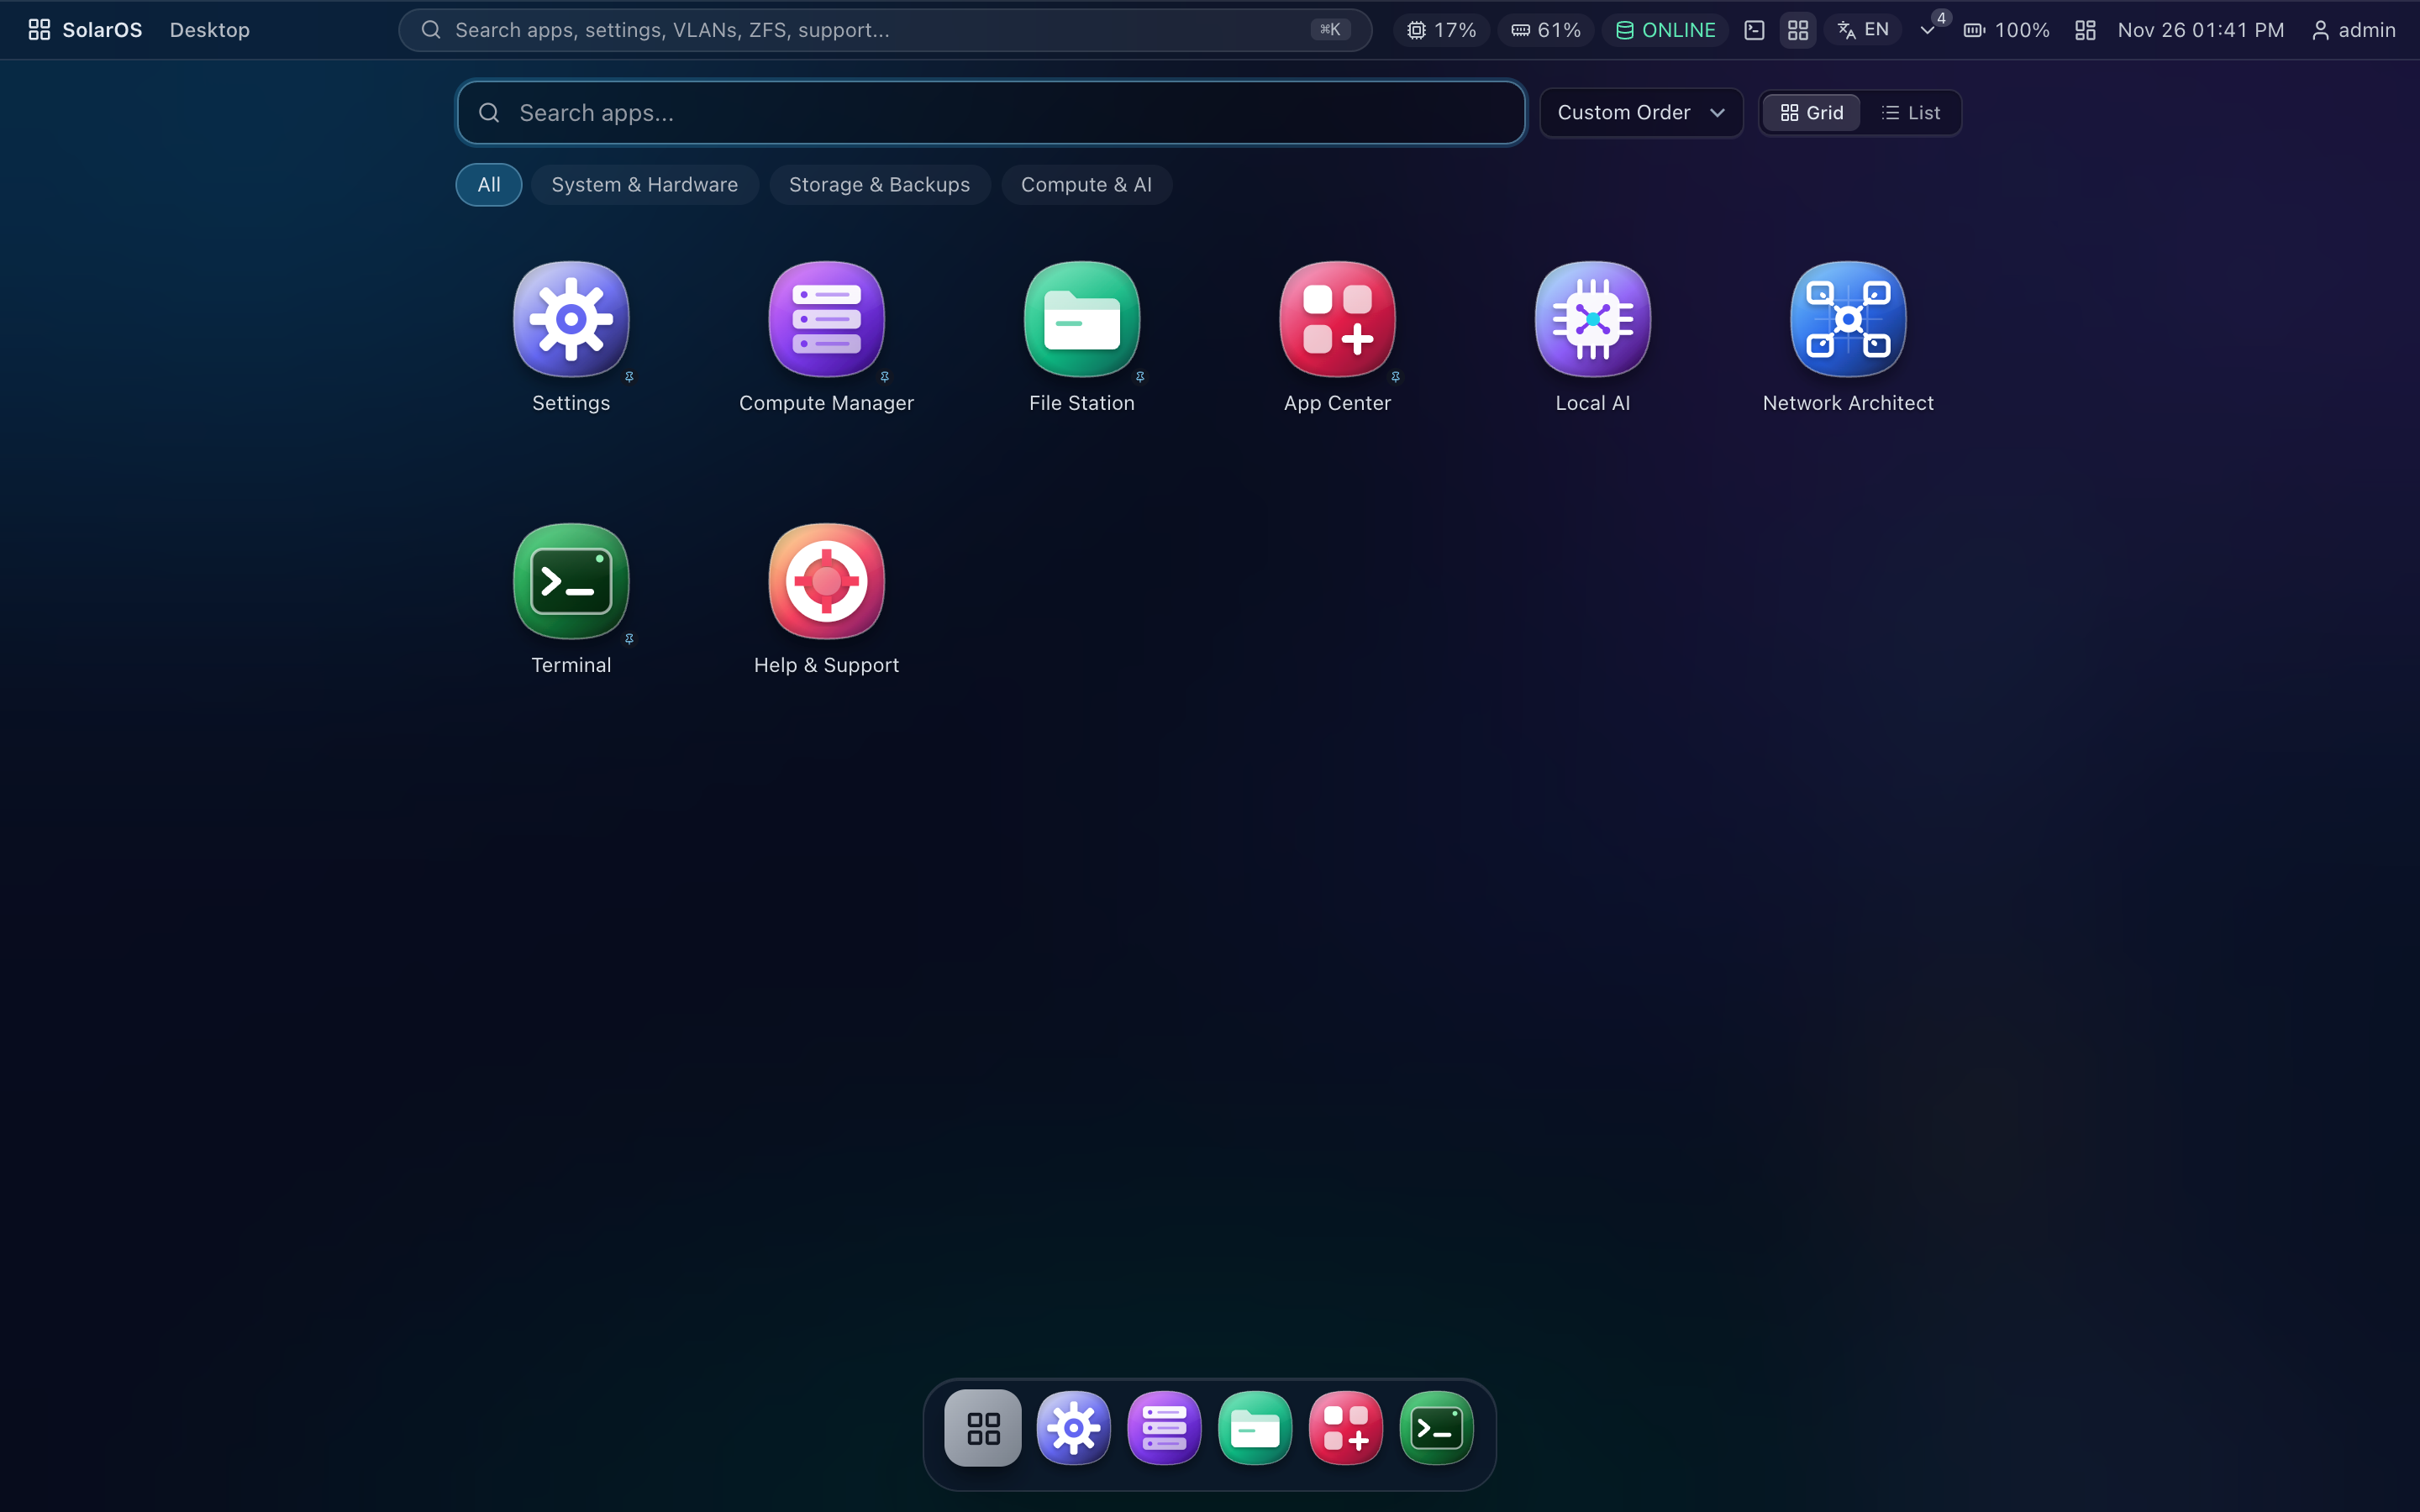 SolarOS Desktop Search apps, settings, VLANs, ZFS, support... ⌘K 17% 61% ONLINE EN 4 100% Nov 26 01:41 PM admin
Search apps... Custom Order Grid List
All System & Hardware Storage & Backups Compute & AI
Settings Compute Manager File Station App Center Local AI Network Architect
Terminal Help & Support